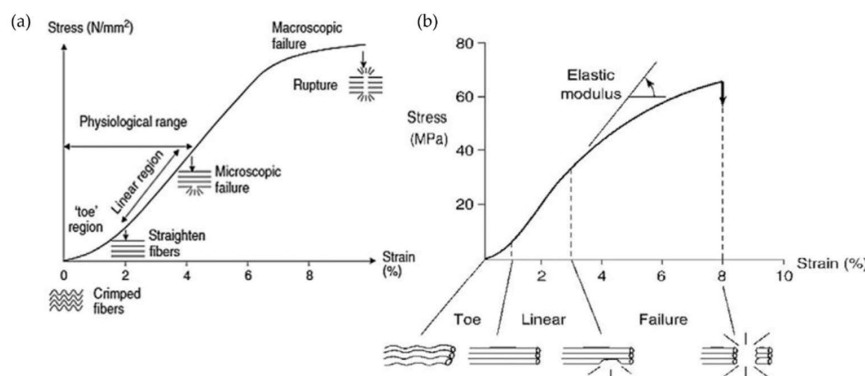 (a)
Stress (N/mm²)
Macroscopic
failure
Rupture
Physiological range
Linear region
Microscopic
failure
'toe'
region
Straighten
fibers
0
2
4
6
8
Strain
(%)
Crimped
fibers
(b)
80
60
40
20
Stress
(MPa)
Elastic
modulus
2
4
6
8
10
Strain (%)
Toe
Linear
Failure